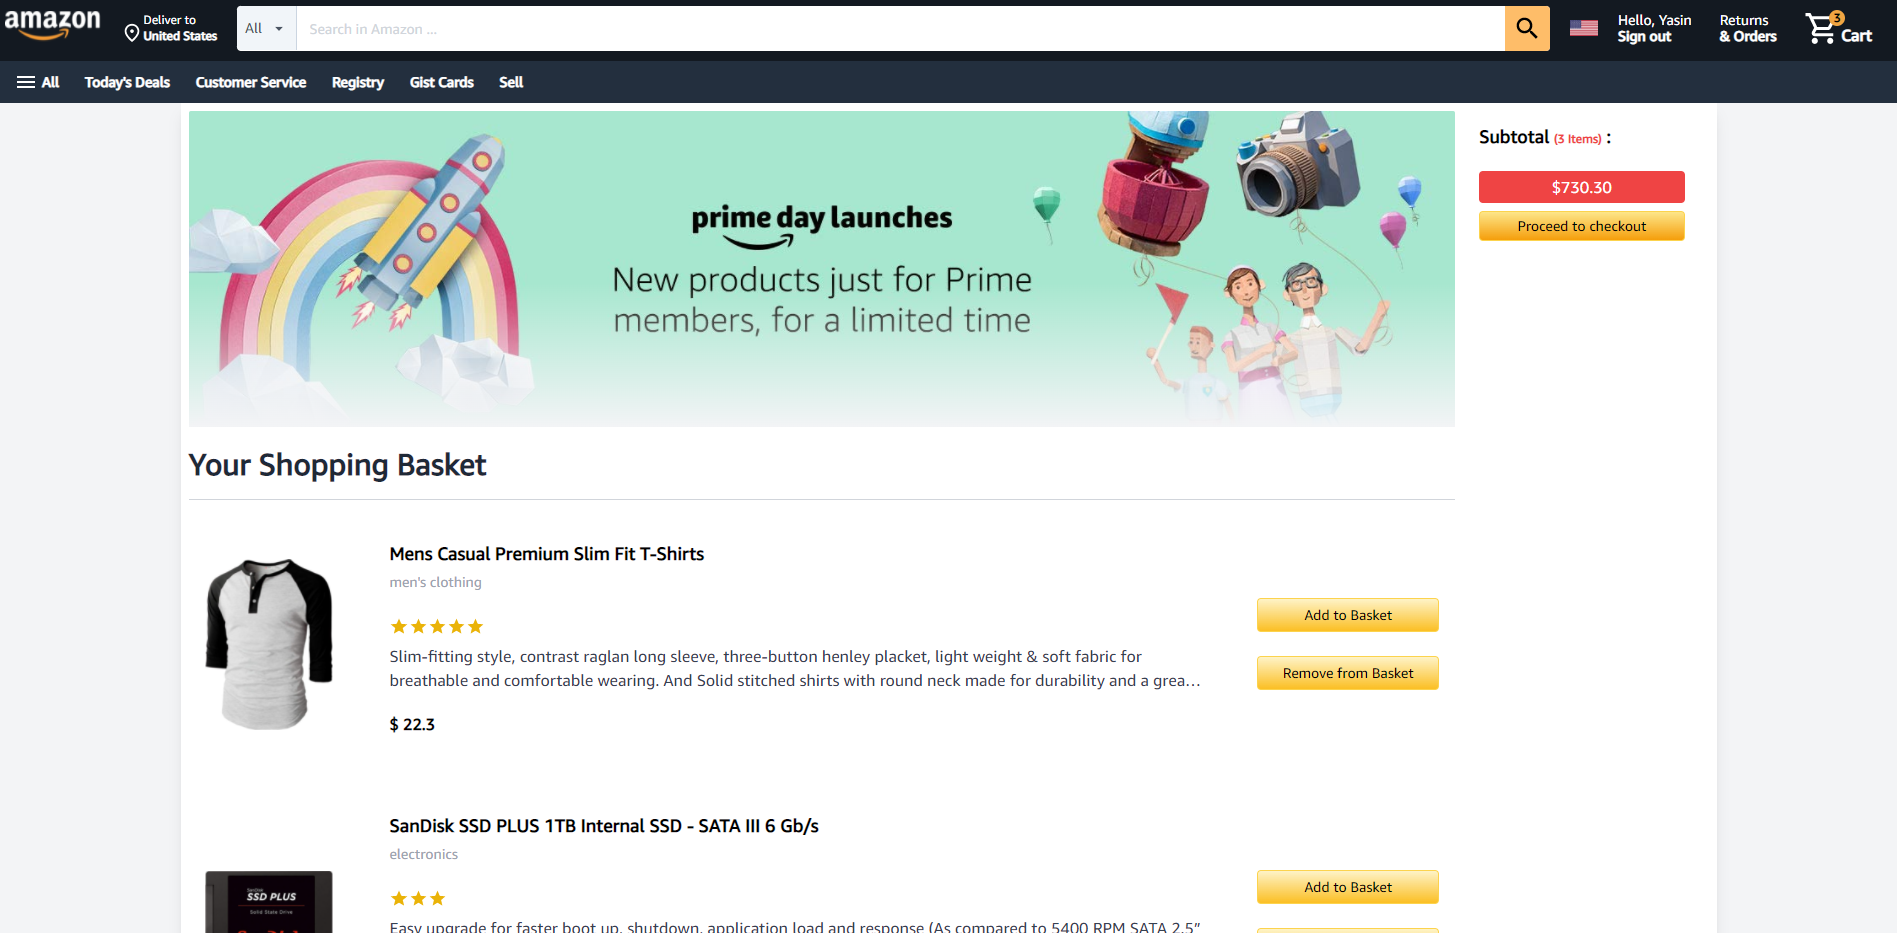 amazon
Deliver to
United States
All
Search in Amazon ...
Hello, Yasin
Sign out
Returns
& Orders
3
Cart
All
Today's Deals
Customer Service
Registry
Gist Cards
Sell
prime day launches
New products just for Prime
members, for a limited time
Subtotal (3 Items) :
$730.30
Proceed to checkout
Your Shopping Basket
Mens Casual Premium Slim Fit T-Shirts
men's clothing
Slim-fitting style, contrast raglan long sleeve, three-button henley placket, light weight & soft fabric for
breathable and comfortable wearing. And Solid stitched shirts with round neck made for durability and a grea…
$ 22.3
Add to Basket
Remove from Basket
SanDisk SSD PLUS 1TB Internal SSD - SATA III 6 Gb/s
electronics
SanDisk
SSD PLUS
Solid State Drive
Easy upgrade for faster boot up, shutdown, application load and response (As compared to 5400 RPM SATA 2.5”
Add to Basket